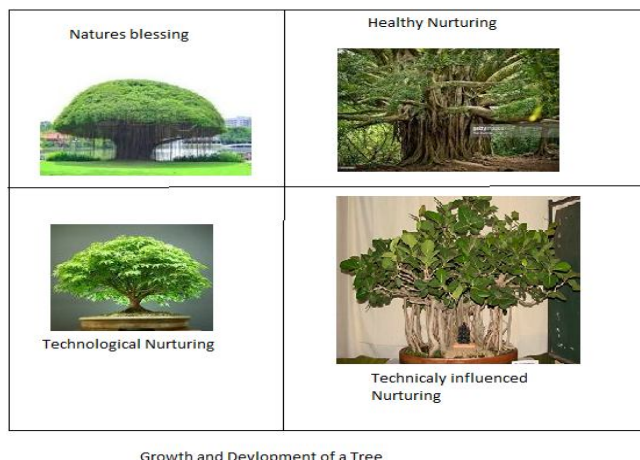 Natures blessing
Healthy Nurturing
Technological Nurturing
Technicaly influenced
Nurturing
Growth and Devlopment of a Tree